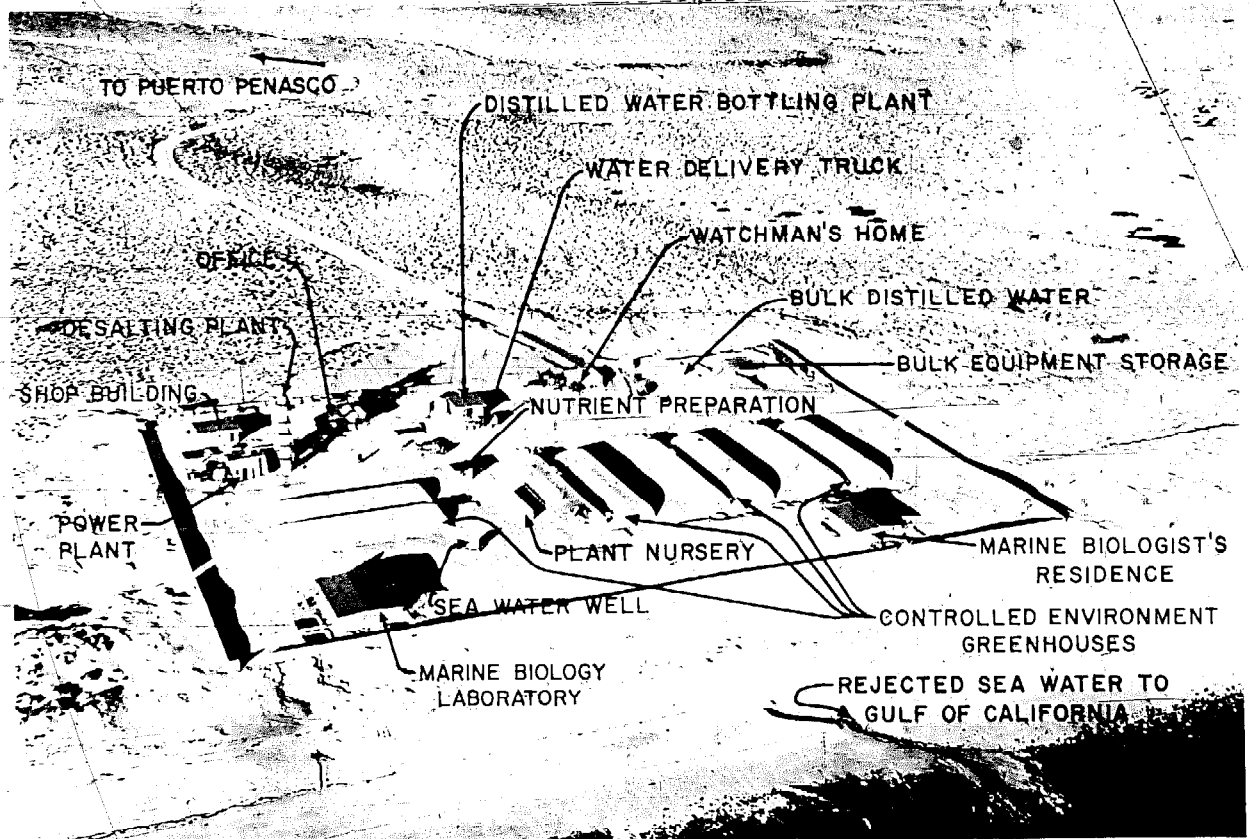 TO PUERTO PENASCO
DISTILLED WATER BOTTLING PLANT
WATER DELIVERY TRUCK
WATCHMAN'S HOME
OFFICE
BULK DISTILLED WATER
DESALTING PLANT
BULK EQUIPMENT STORAGE
SHOP BUILDING
NUTRIENT PREPARATION
POWER
PLANT
PLANT NURSERY
MARINE BIOLOGIST'S
RESIDENCE
SEA WATER WELL
CONTROLLED ENVIRONMENT
GREENHOUSES
MARINE BIOLOGY
LABORATORY
REJECTED SEA WATER TO
GULF OF CALIFORNIA